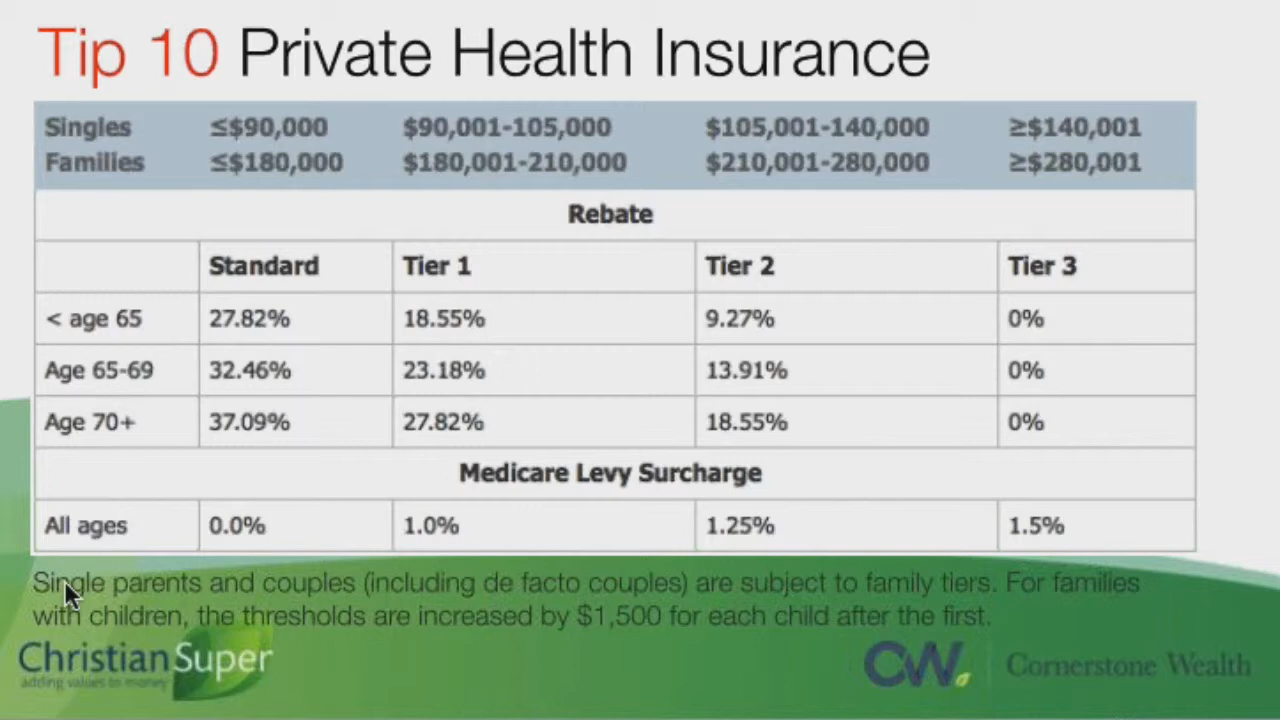 Tip 10 Private Health Insurance
Singles ≤$90,000 $90,001-105,000 $105,001-140,000 ≥$140,001
Families ≤$180,000 $180,001-210,000 $210,001-280,000 ≥$280,001
Rebate
Standard Tier 1 Tier 2 Tier 3
< age 65 27.82% 18.55% 9.27% 0%
Age 65-69 32.46% 23.18% 13.91% 0%
Age 70+ 37.09% 27.82% 18.55% 0%
Medicare Levy Surcharge
All ages 0.0% 1.0% 1.25% 1.5%
Single parents and couples (including de facto couples) are subject to family tiers. For families
with children, the thresholds are increased by $1,500 for each child after the first.
ChristianSuper
adding values to money
CW. Cornerstone Wealth